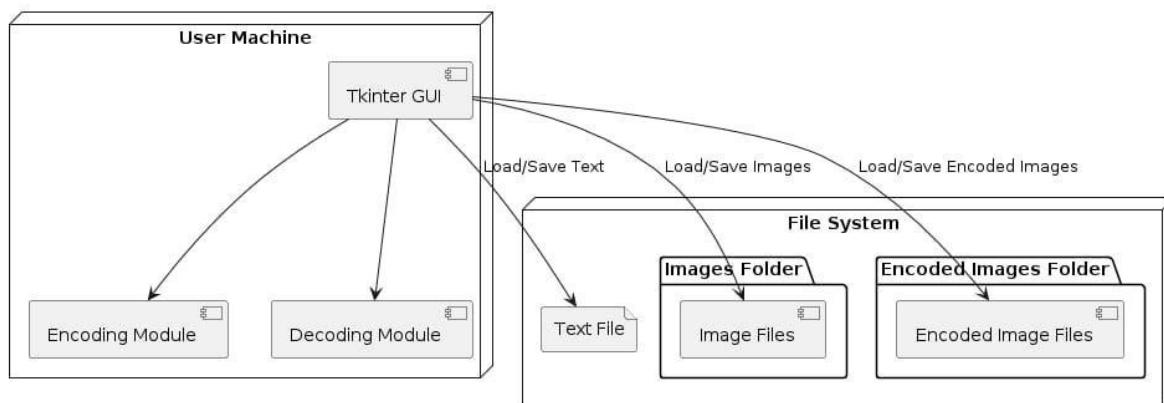 User Machine
Tkinter GUI
Load/Save Text
Load/Save Images
Load/Save Encoded Images
File System
Images Folder
Encoded Images Folder
Encoding Module
Decoding Module
Text File
Image Files
Encoded Image Files